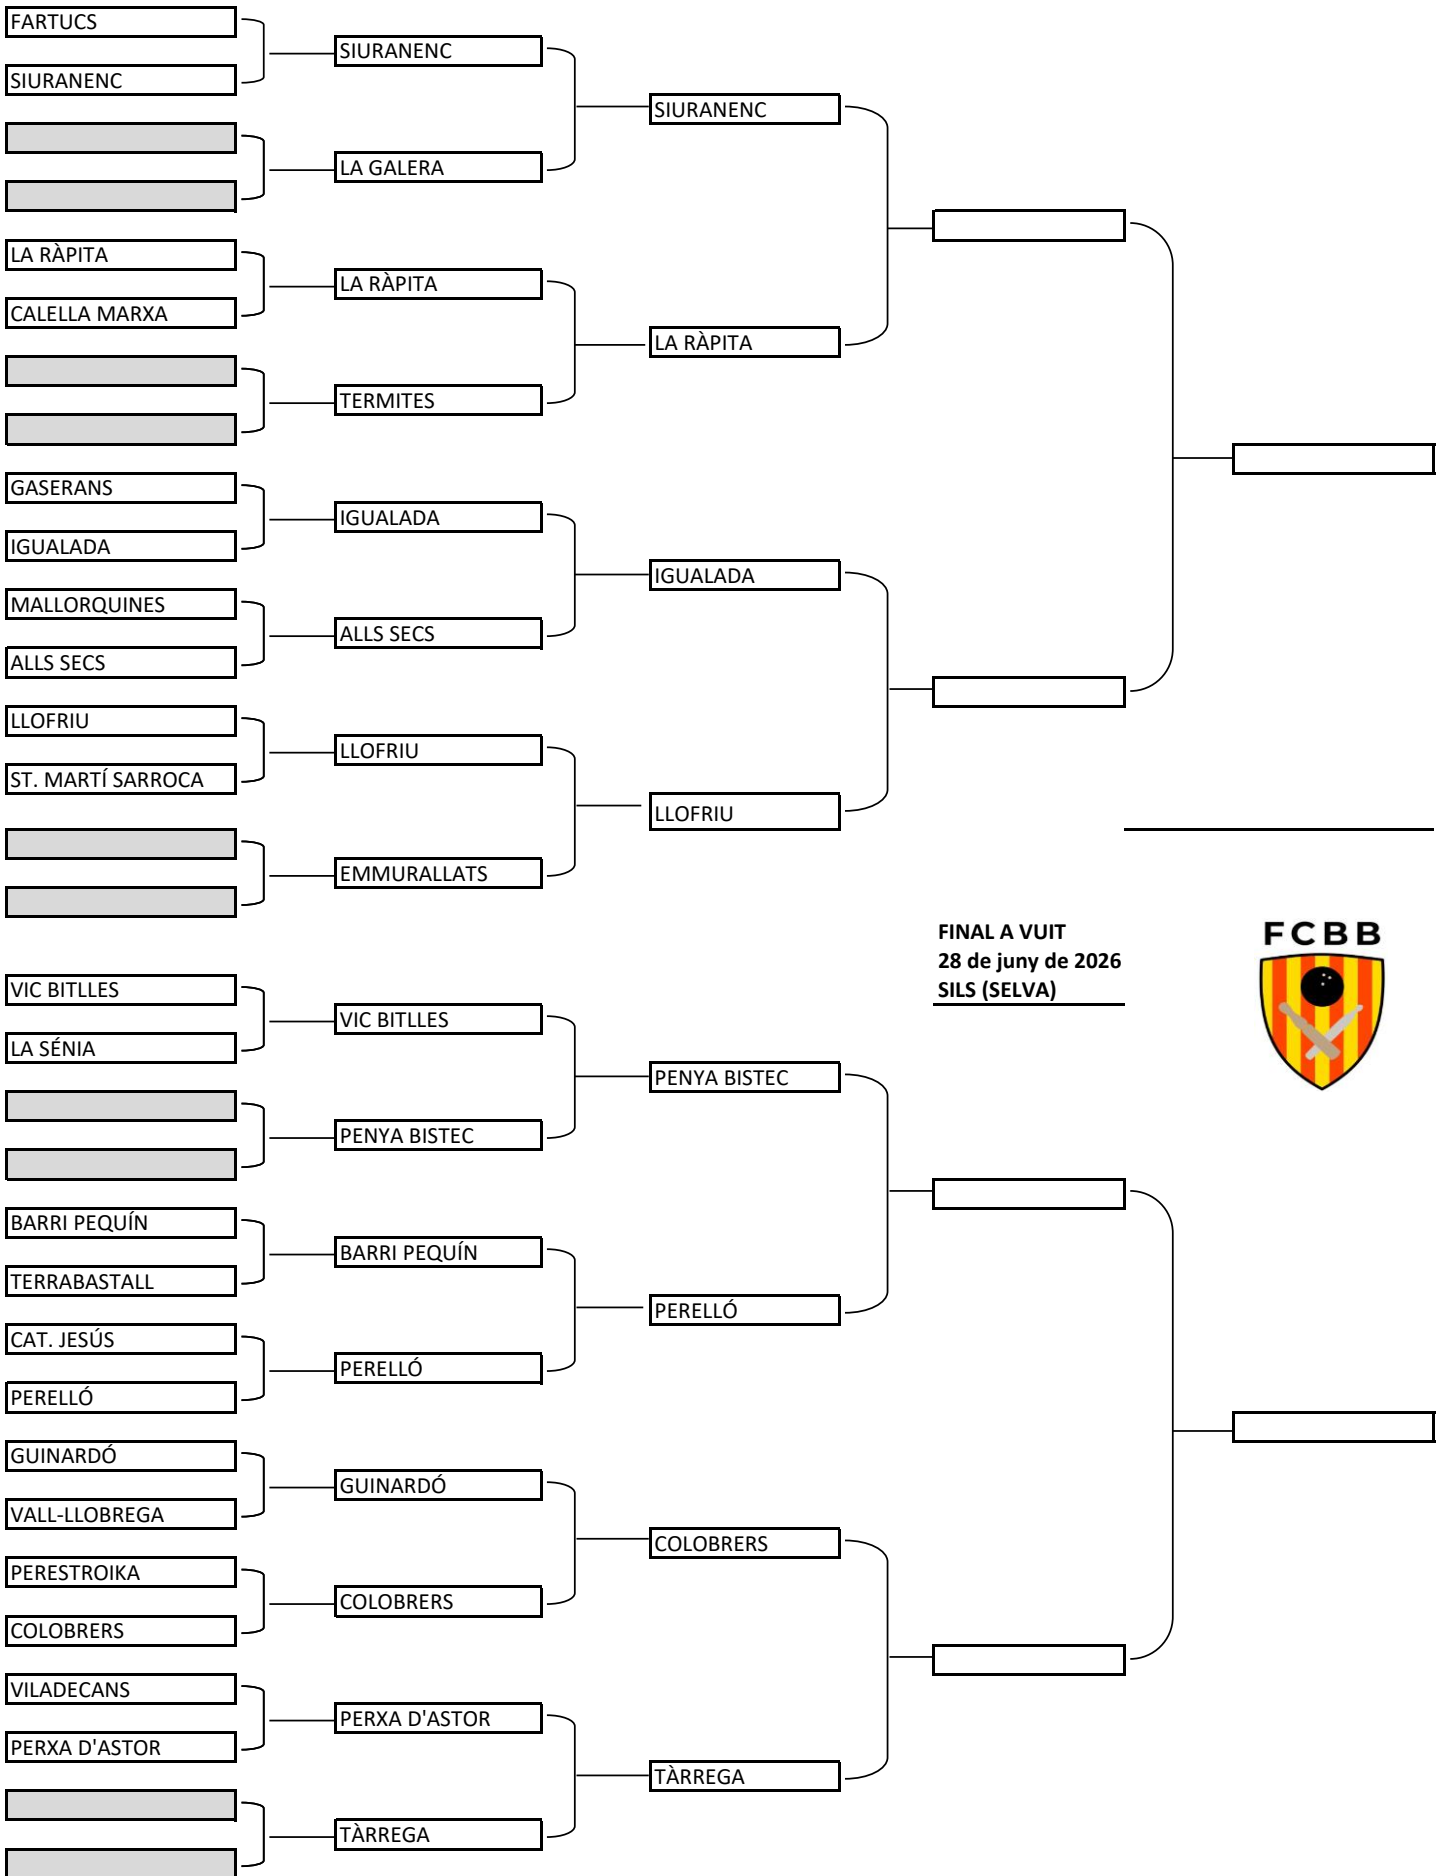 FARTUCS
SIURANENC
LA RÀPITA
CALELLA MARXA
GASERANS
IGUALADA
MALLORQUINES
ALLS SECS
LLOFRIU
ST. MARTÍ SARROCA
VIC BITLLES
LA SÉNIA
BARRI PEQUÍN
TERRABASTALL
CAT. JESÚS
PERELLÓ
GUINARDÓ
VALL-LLOBREGA
PERESTROIKA
COLOBRERS
VILADECANS
PERXA D'ASTOR
SIURANENC
LA GALERA
LA RÀPITA
TERMITES
IGUALADA
ALLS SECS
LLOFRIU
EMMURALLATS
VIC BITLLES
PENYA BISTEC
BARRI PEQUÍN
PERELLÓ
GUINARDÓ
COLOBRERS
PERXA D'ASTOR
TÀRREGA
SIURANENC
LA RÀPITA
IGUALADA
LLOFRIU
PENYA BISTEC
PERELLÓ
COLOBRERS
TÀRREGA
FINAL A VUIT
28 de juny de 2026
SILS (SELVA)
FCBB